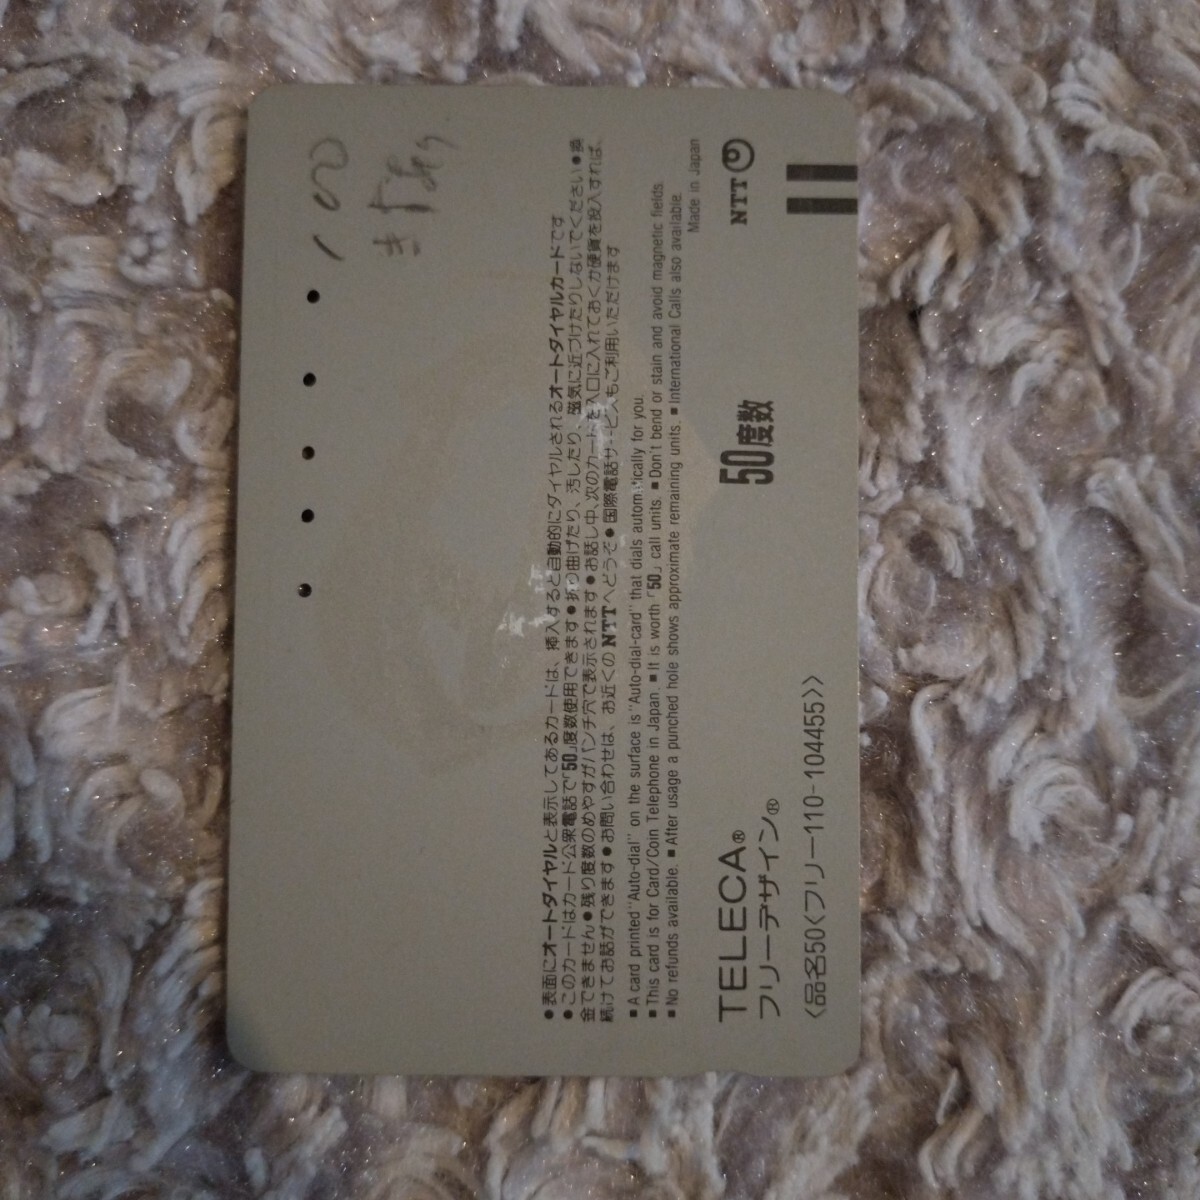 ●表面にオートダイヤルと表示してあるカードは、挿入すると自動的にダイヤルされるオートダイヤルカードです
●このカードはカード公衆電話で「50」度数使用できます●折り曲げたり、汚したり、磁気に近づけたりしないでください●換
金できません●残り度数のめやすがパンチ穴で表示されます●お話し中、次のカードを入口に入れておくか硬貨を投入すれば、
続けてお話ができます●お問い合わせは、お近くのNTTへどうぞ●国際電話サービスもご利用いただけます
■A card printed "Auto-dial" on the surface is "Auto-dial-card" that dials automatically for you.
■This card is for Card/Coin Telephone in Japan. ■It is worth「50」call units. ■Don't bend or stain and avoid magnetic fields.
■No refunds available. ■After usage a punched hole shows approximate remaining units. ■International Calls also available.
Made in Japan
TELECA®
フリーデザイン®
50度数
NTT
〈品名50〈フリー110-104455〉〉